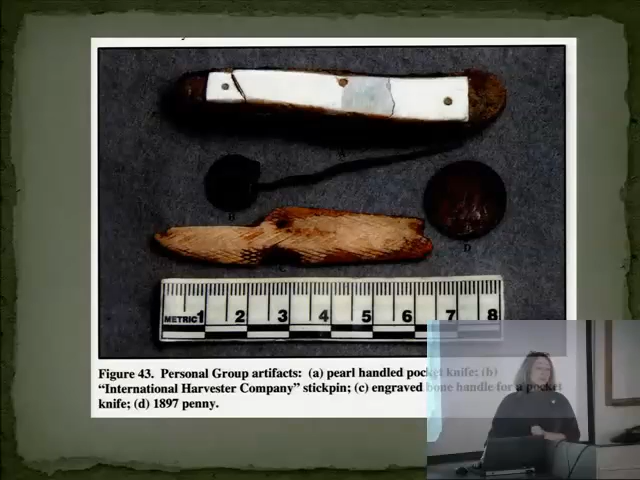 A
B
D
C
METRIC 1 2 3 4 5 6 7 8
Figure 43. Personal Group artifacts: (a) pearl handled pocket knife; (b)
“International Harvester Company” stickpin; (c) engraved bone handle for a pocket
knife; (d) 1897 penny.